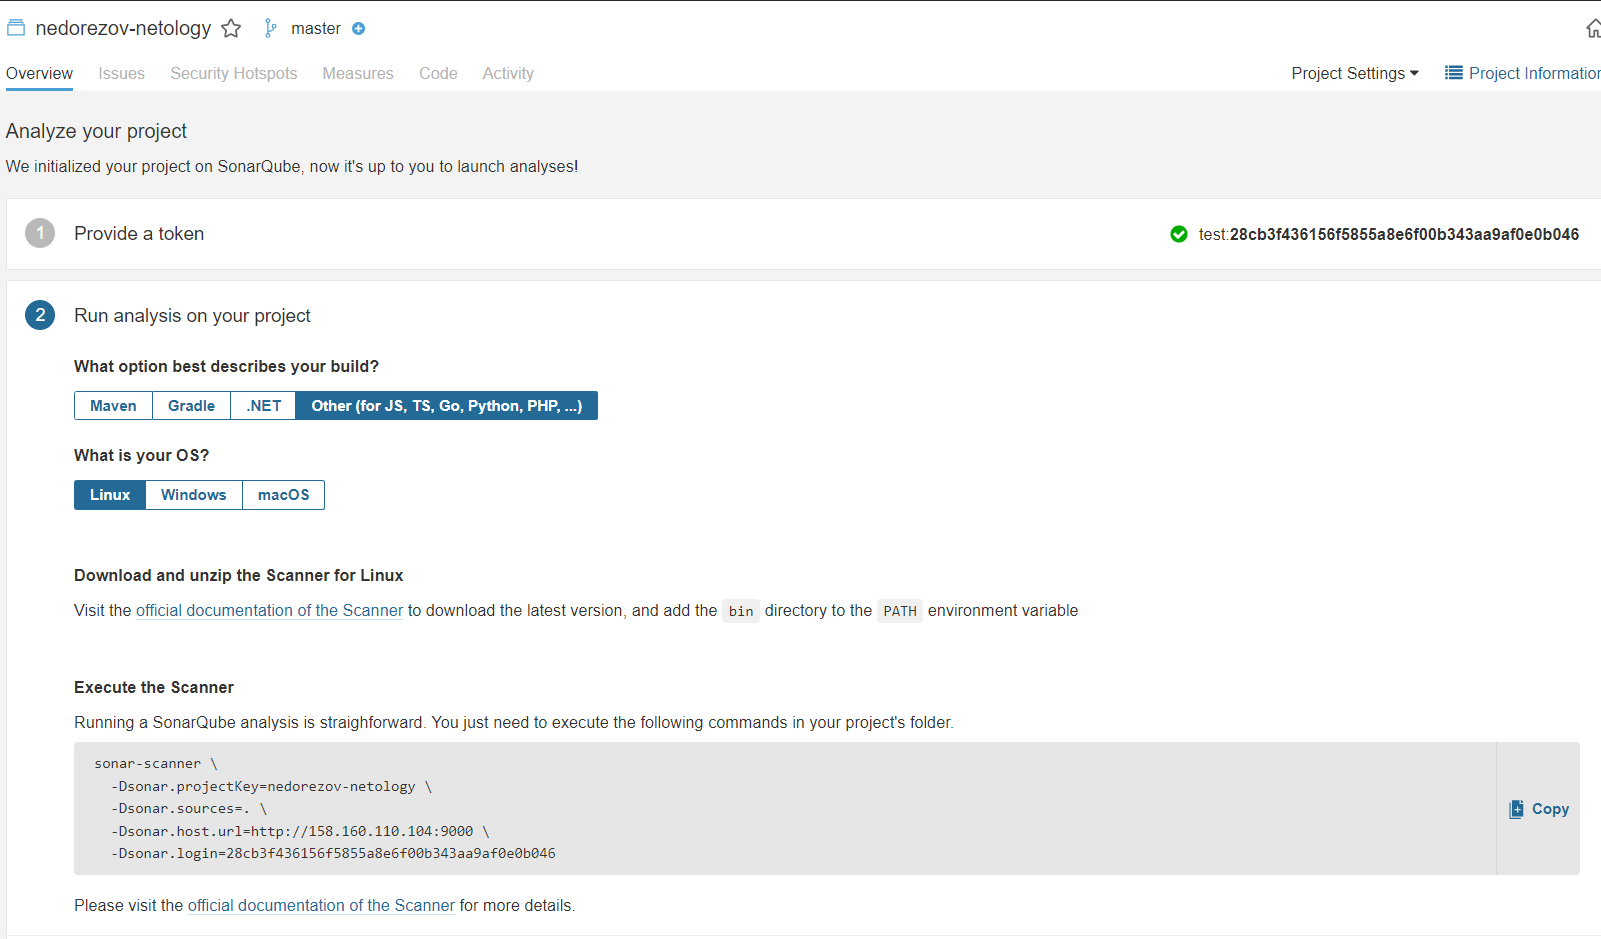 nedorezov-netology master
Overview Issues Security Hotspots Measures Code Activity Project Settings Project Information
Analyze your project
We initialized your project on SonarQube, now it's up to you to launch analyses!
1 Provide a token test:28cb3f436156f5855a8e6f00b343aa9af0e0b046
2 Run analysis on your project
What option best describes your build?
Maven Gradle .NET Other (for JS, TS, Go, Python, PHP, ...)
What is your OS?
Linux Windows macOS
Download and unzip the Scanner for Linux
Visit the official documentation of the Scanner to download the latest version, and add the bin directory to the PATH environment variable
Execute the Scanner
Running a SonarQube analysis is straighforward. You just need to execute the following commands in your project's folder.
sonar-scanner \
-Dsonar.projectKey=nedorezov-netology \
-Dsonar.sources=. \
-Dsonar.host.url=http://158.160.110.104:9000 \
-Dsonar.login=28cb3f436156f5855a8e6f00b343aa9af0e0b046
Copy
Please visit the official documentation of the Scanner for more details.